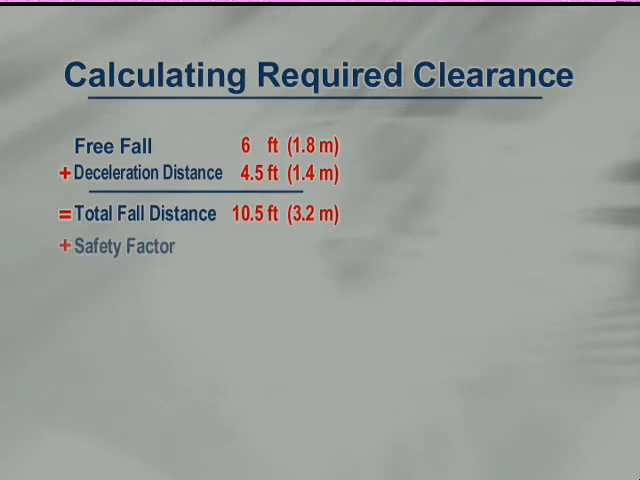 Calculating Required Clearance
Free Fall 6 ft (1.8 m)
+ Deceleration Distance 4.5 ft (1.4 m)
= Total Fall Distance 10.5 ft (3.2 m)
+ Safety Factor